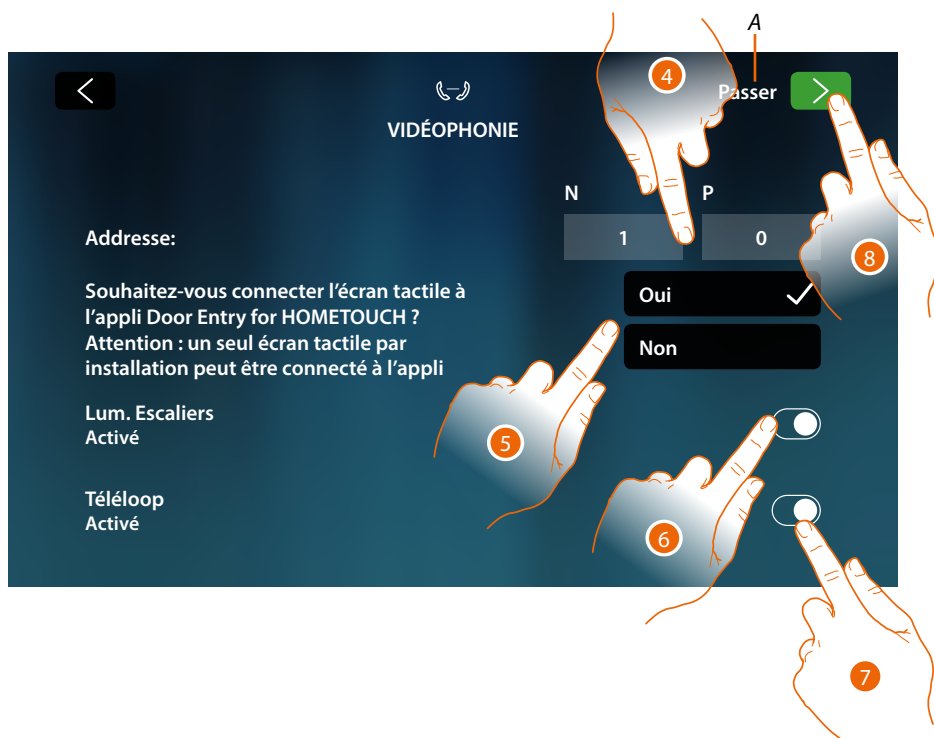 A
4
Passer
VIDÉOPHONIE
N P
Addresse:
1 0
8
Souhaitez-vous connecter l'écran tactile à
l'appli Door Entry for HOMETOUCH ?
Attention : un seul écran tactile par
installation peut être connecté à l'appli
Oui
Non
Lum. Escaliers
Activé
5
6
Téléloop
Activé
7